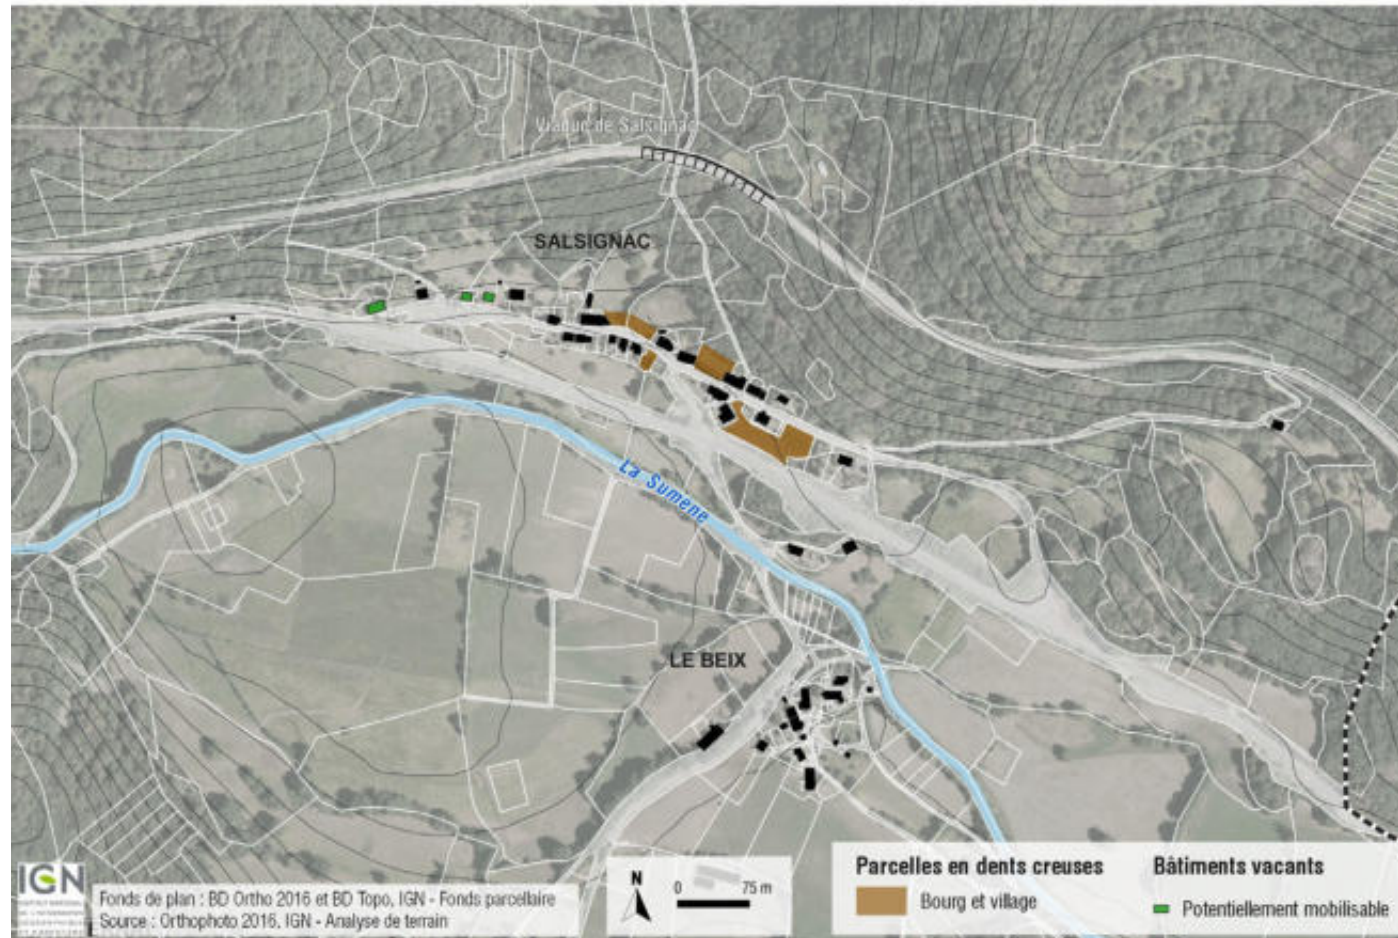 Viaduc de Salsignac
SALSIGNAC
La Sumène
LE BEIX
IGN
Fonds de plan : BD Ortho 2016 et BD Topo, IGN - Fonds parcellaire
Source : Orthophoto 2016, IGN - Analyse de terrain
N
0 75 m
Parcelles en dents creuses
Bourg et village
Bâtiments vacants
Potentiellement mobilisable